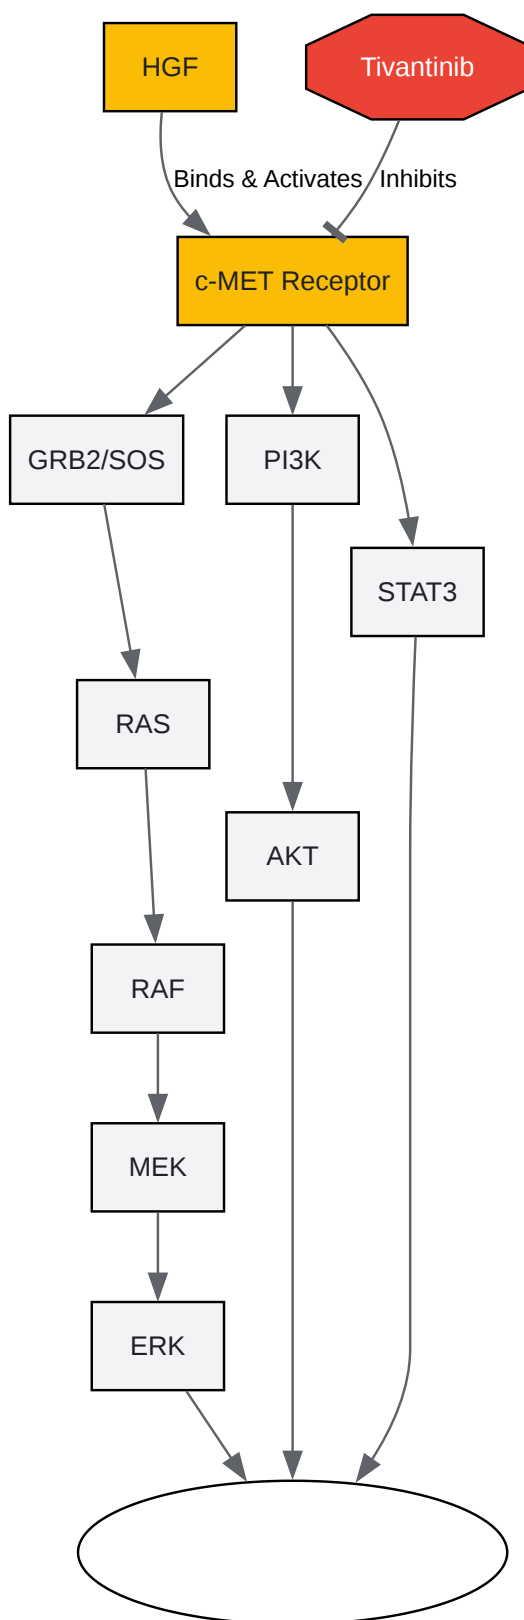 HGF
Tivantinib
Binds & Activates
Inhibits
c-MET Receptor
GRB2/SOS
PI3K
STAT3
RAS
AKT
RAF
MEK
ERK